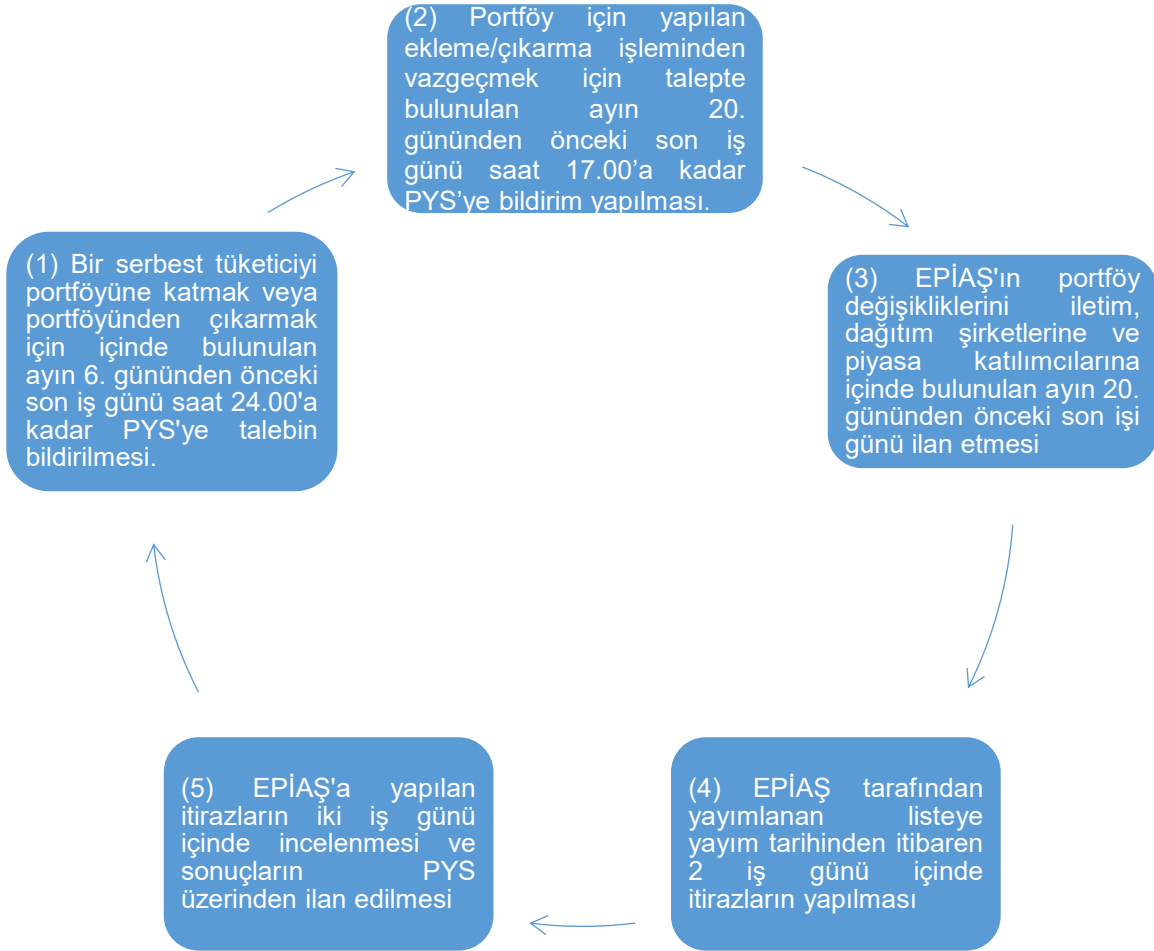 (2) Portföy için yapılan
ekleme/çıkarma işleminden
vazgeçmek için talepte
bulunulan ayın 20.
gününden önceki son iş
günü saat 17.00’a kadar
PYS’ye bildirim yapılması.
(1) Bir serbest tüketiciyi
portföyüne katmak veya
portföyünden çıkarmak
için içinde bulunulan
ayın 6. gününden önceki
son iş günü saat 24.00'a
kadar PYS'ye talebin
bildirilmesi.
(3) EPİAŞ'ın portföy
değişikliklerini iletim,
dağıtım şirketlerine ve
piyasa katılımcılarına
içinde bulunulan ayın 20.
gününden önceki son işi
günü ilan etmesi
(5) EPİAŞ'a yapılan
itirazların iki iş günü
içinde incelenmesi ve
sonuçların PYS
üzerinden ilan edilmesi
(4) EPİAŞ tarafından
yayımlanan listeye
yayım tarihinden itibaren
2 iş günü içinde
itirazların yapılması